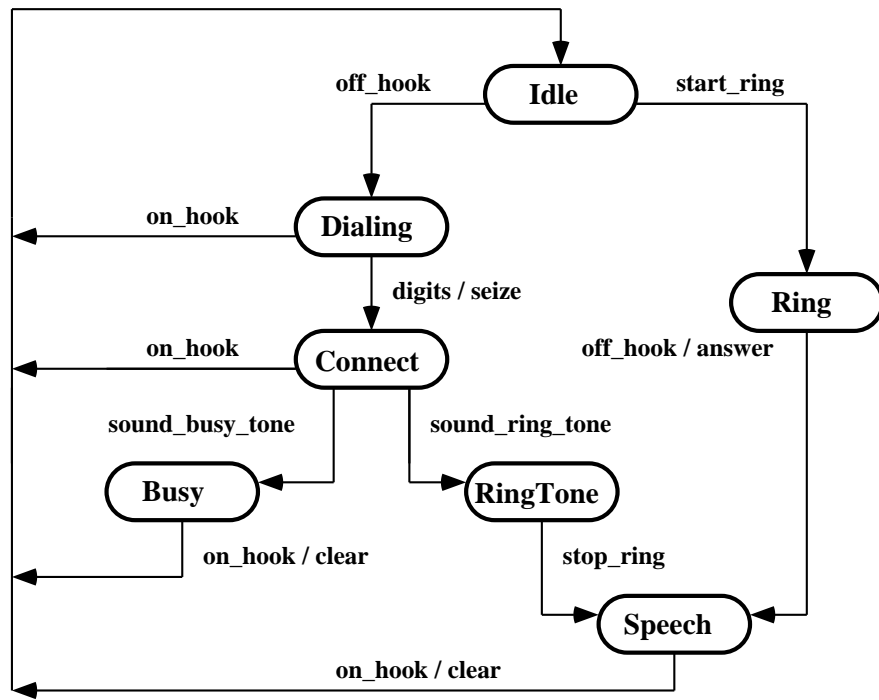 Idle
off_hook
start_ring
Dialing
on_hook
digits / seize
Ring
on_hook
Connect
off_hook / answer
sound_busy_tone
sound_ring_tone
Busy
RingTone
on_hook / clear
stop_ring
Speech
on_hook / clear